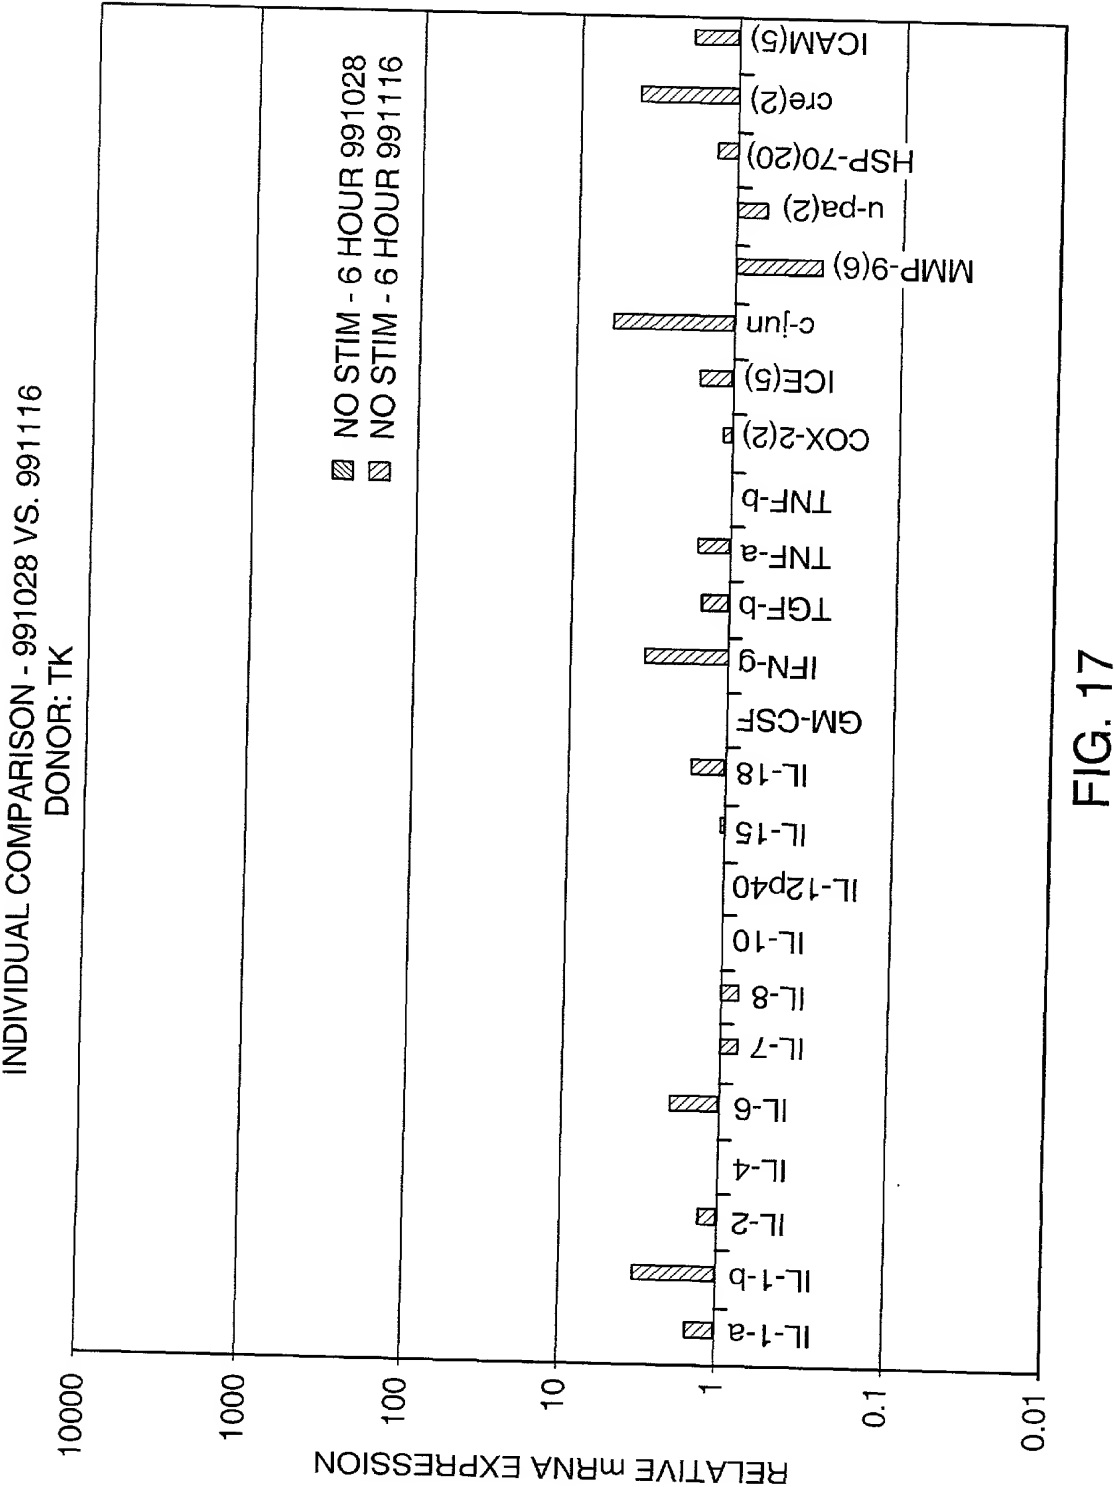 INDIVIDUAL COMPARISON - 991028 VS. 991116
DONOR: TK
NO STIM - 6 HOUR 991028
NO STIM - 6 HOUR 991116
RELATIVE mRNA EXPRESSION
10000
1000
100
10
1
0.1
0.01
IL-1-a
IL-1-b
IL-2
IL-4
IL-6
IL-7
IL-8
IL-10
IL-12p40
IL-15
IL-18
GM-CSF
IFN-g
TGF-b
TNF-a
TNF-b
COX-2(2)
ICE(5)
c-jun
MMP-9(6)
u-pa(2)
HSP-70(20)
cre(2)
ICAM(5)
FIG. 17